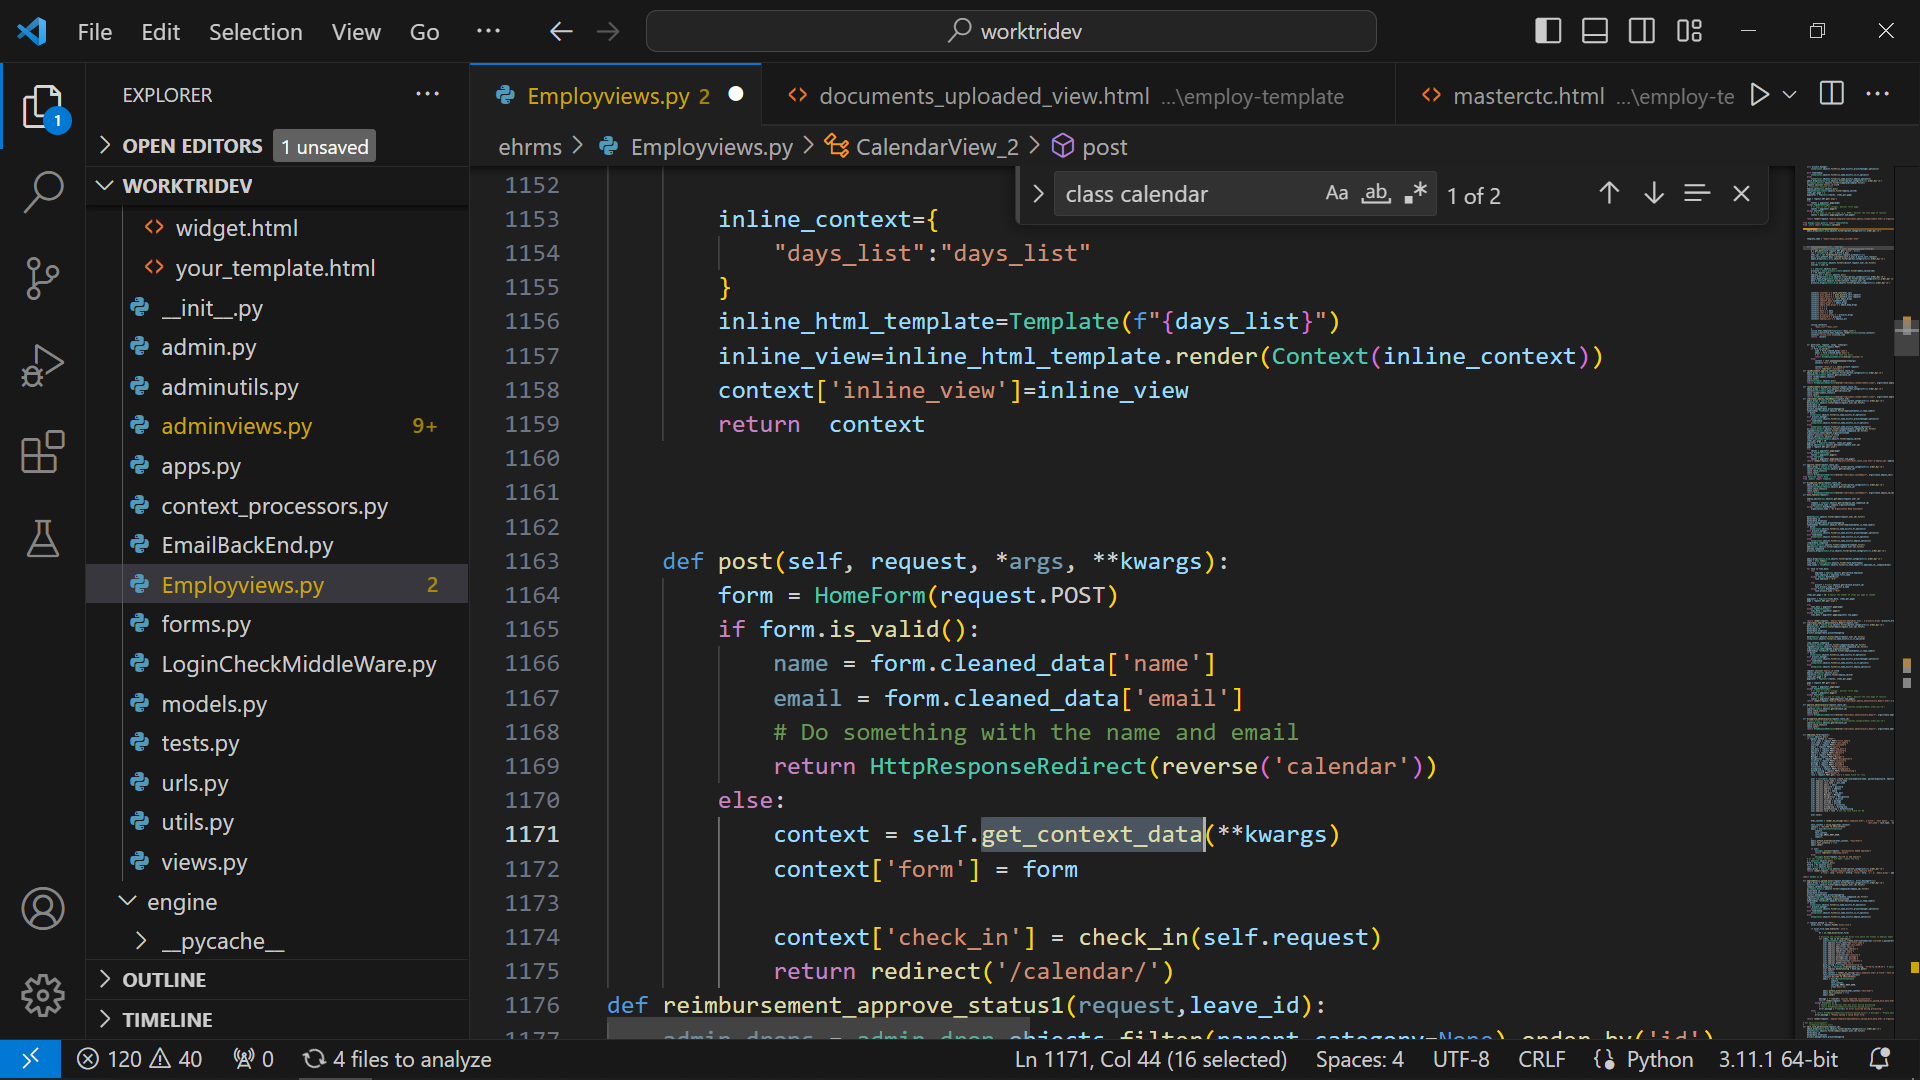 File Edit Selection View Go ··· worktridev
EXPLORER ···
Employviews.py 2
documents_uploaded_view.html ...\employ-template
masterctc.html ...\employ-te
1
OPEN EDITORS 1 unsaved
ehrms > Employviews.py > CalendarView_2 > post
WORKTRIDEV
class calendar Aa ab .* 1 of 2
widget.html
your_template.html
__init__.py
admin.py
adminutils.py
adminviews.py 9+
apps.py
context_processors.py
EmailBackEnd.py
Employviews.py 2
forms.py
LoginCheckMiddleWare.py
models.py
tests.py
urls.py
utils.py
views.py
engine
__pycache__
OUTLINE
TIMELINE
1152
1153 inline_context={
1154 "days_list":"days_list"
1155 }
1156 inline_html_template=Template(f"{days_list}")
1157 inline_view=inline_html_template.render(Context(inline_context))
1158 context['inline_view']=inline_view
1159 return  context
1160
1161
1162
1163 def post(self, request, *args, **kwargs):
1164 form = HomeForm(request.POST)
1165 if form.is_valid():
1166 name = form.cleaned_data['name']
1167 email = form.cleaned_data['email']
1168 # Do something with the name and email
1169 return HttpResponseRedirect(reverse('calendar'))
1170 else:
1171 context = self.get_context_data(**kwargs)
1172 context['form'] = form
1173
1174 context['check_in'] = check_in(self.request)
1175 return redirect('/calendar/')
1176 def reimbursement_approve_status1(request,leave_id):
1177 admin_drops = admin_drop.objects.filter(parent_category=None).order_by('id')
120 40 0 4 files to analyze Ln 1171, Col 44 (16 selected) Spaces: 4 UTF-8 CRLF Python 3.11.1 64-bit